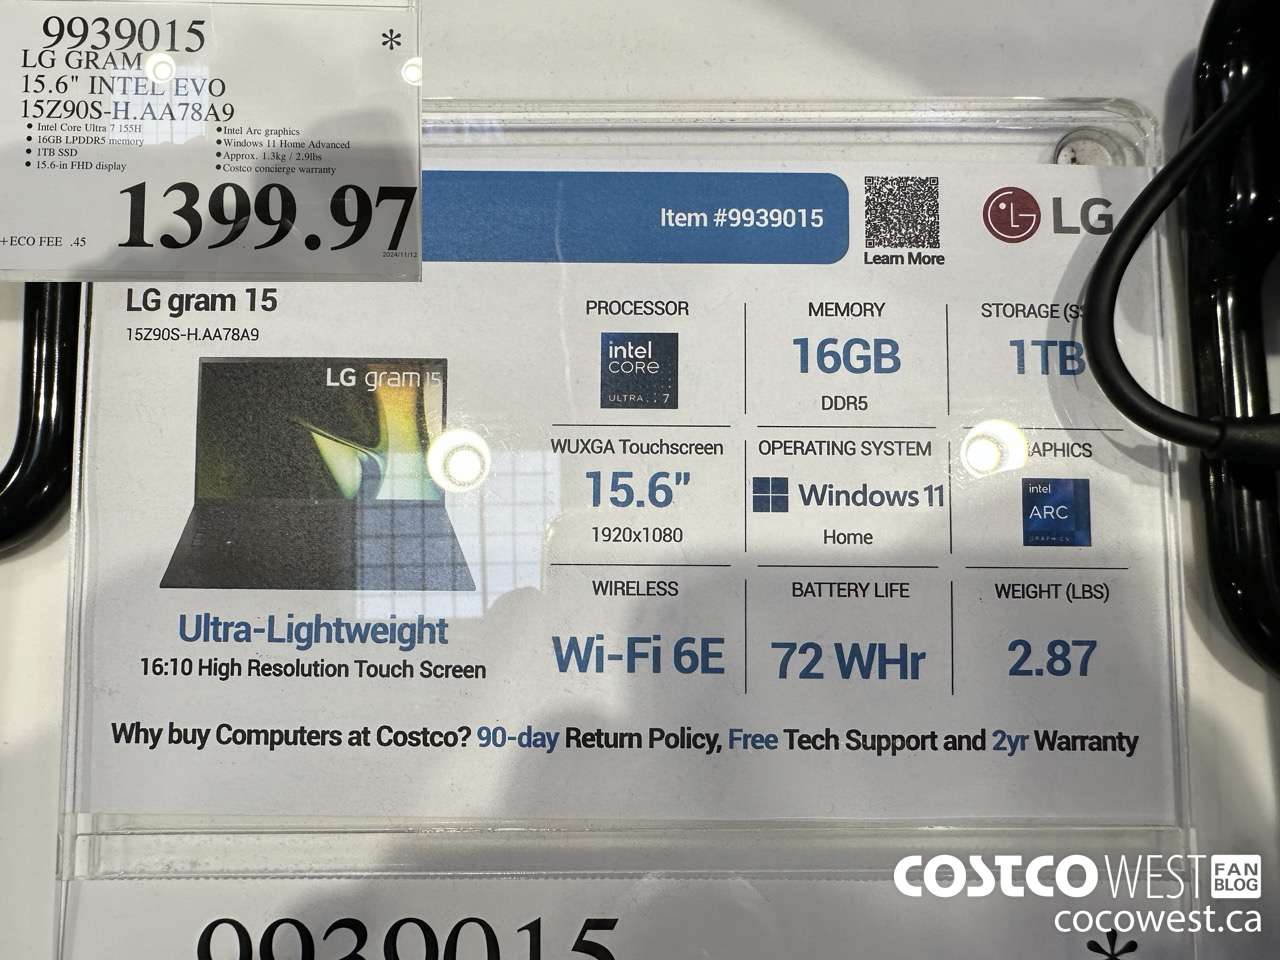 9939015 *
LG GRAM
15.6" INTEL EVO
15Z90S-H.AA78A9
• Intel Core Ultra 7 155H
• 16GB LPDDR5 memory
• 1TB SSD
• 15.6-in FHD display
• Intel Arc graphics
• Windows 11 Home Advanced
• Approx. 1.3kg / 2.9lbs
• Costco concierge warranty
1399.97
+ECO FEE .45
2024/11/12
Item #9939015
Learn More
LG
LG gram 15
15Z90S-H.AA78A9
LG gram 15
Ultra-Lightweight
16:10 High Resolution Touch Screen
PROCESSOR
intel
CORE
ULTRA 7
MEMORY
16GB
DDR5
STORAGE (S
1TB
WUXGA Touchscreen
15.6"
1920x1080
OPERATING SYSTEM
Windows 11
Home
APHICS
intel
ARC
GRAPHICS
WIRELESS
Wi-Fi 6E
BATTERY LIFE
72 WHr
WEIGHT (LBS)
2.87
Why buy Computers at Costco? 90-day Return Policy, Free Tech Support and 2yr Warranty
9939015 *
COSTCO WEST FAN BLOG
cocowest.ca